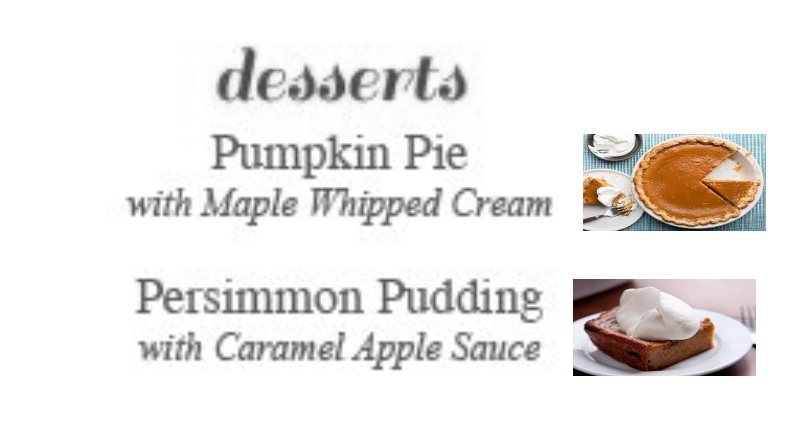 desserts
Pumpkin Pie
with Maple Whipped Cream
Persimmon Pudding
with Caramel Apple Sauce